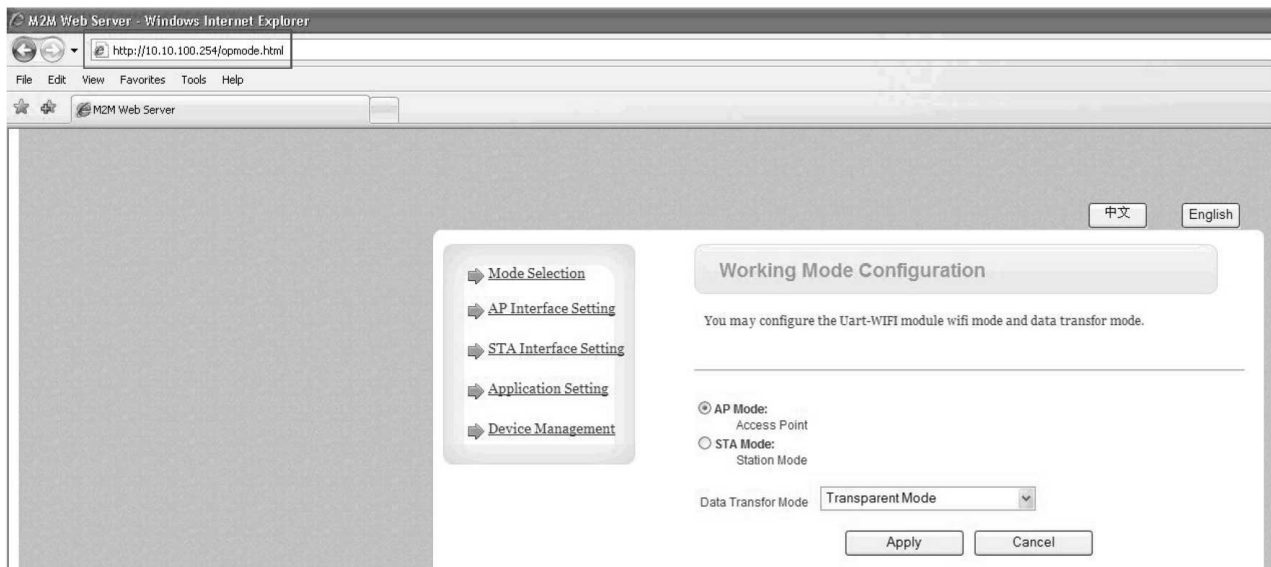 M2M Web Server - Windows Internet Explorer
http://10.10.100.254/opmode.html
File Edit View Favorites Tools Help
M2M Web Server
中文 English
Mode Selection
AP Interface Setting
STA Interface Setting
Application Setting
Device Management
Working Mode Configuration
You may configure the Uart-WIFI module wifi mode and data transfor mode.
AP Mode:
Access Point
STA Mode:
Station Mode
Data Transfor Mode Transparent Mode
Apply Cancel